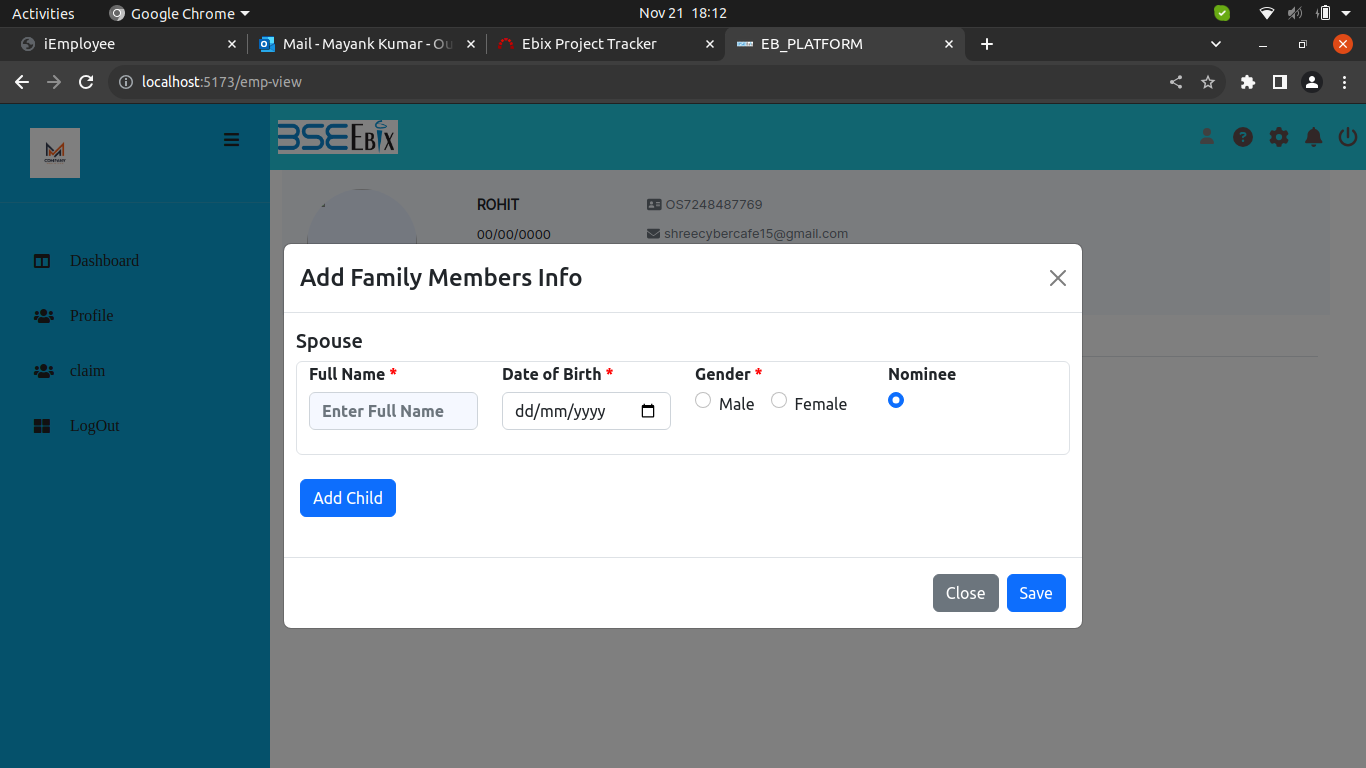 Activities
Google Chrome
Nov 21 18:12
iEmployee
Mail - Mayank Kumar - Ou
Ebix Project Tracker
EB_PLATFORM
localhost:5173/emp-view
COMPANY
BSE EBIX
Dashboard
Profile
claim
LogOut
ROHIT
OS7248487769
00/00/0000
shreecybercafe15@gmail.com
Add Family Members Info
Spouse
Full Name *
Date of Birth *
Gender *
Nominee
Enter Full Name
dd/mm/yyyy
Male
Female
Add Child
Close
Save